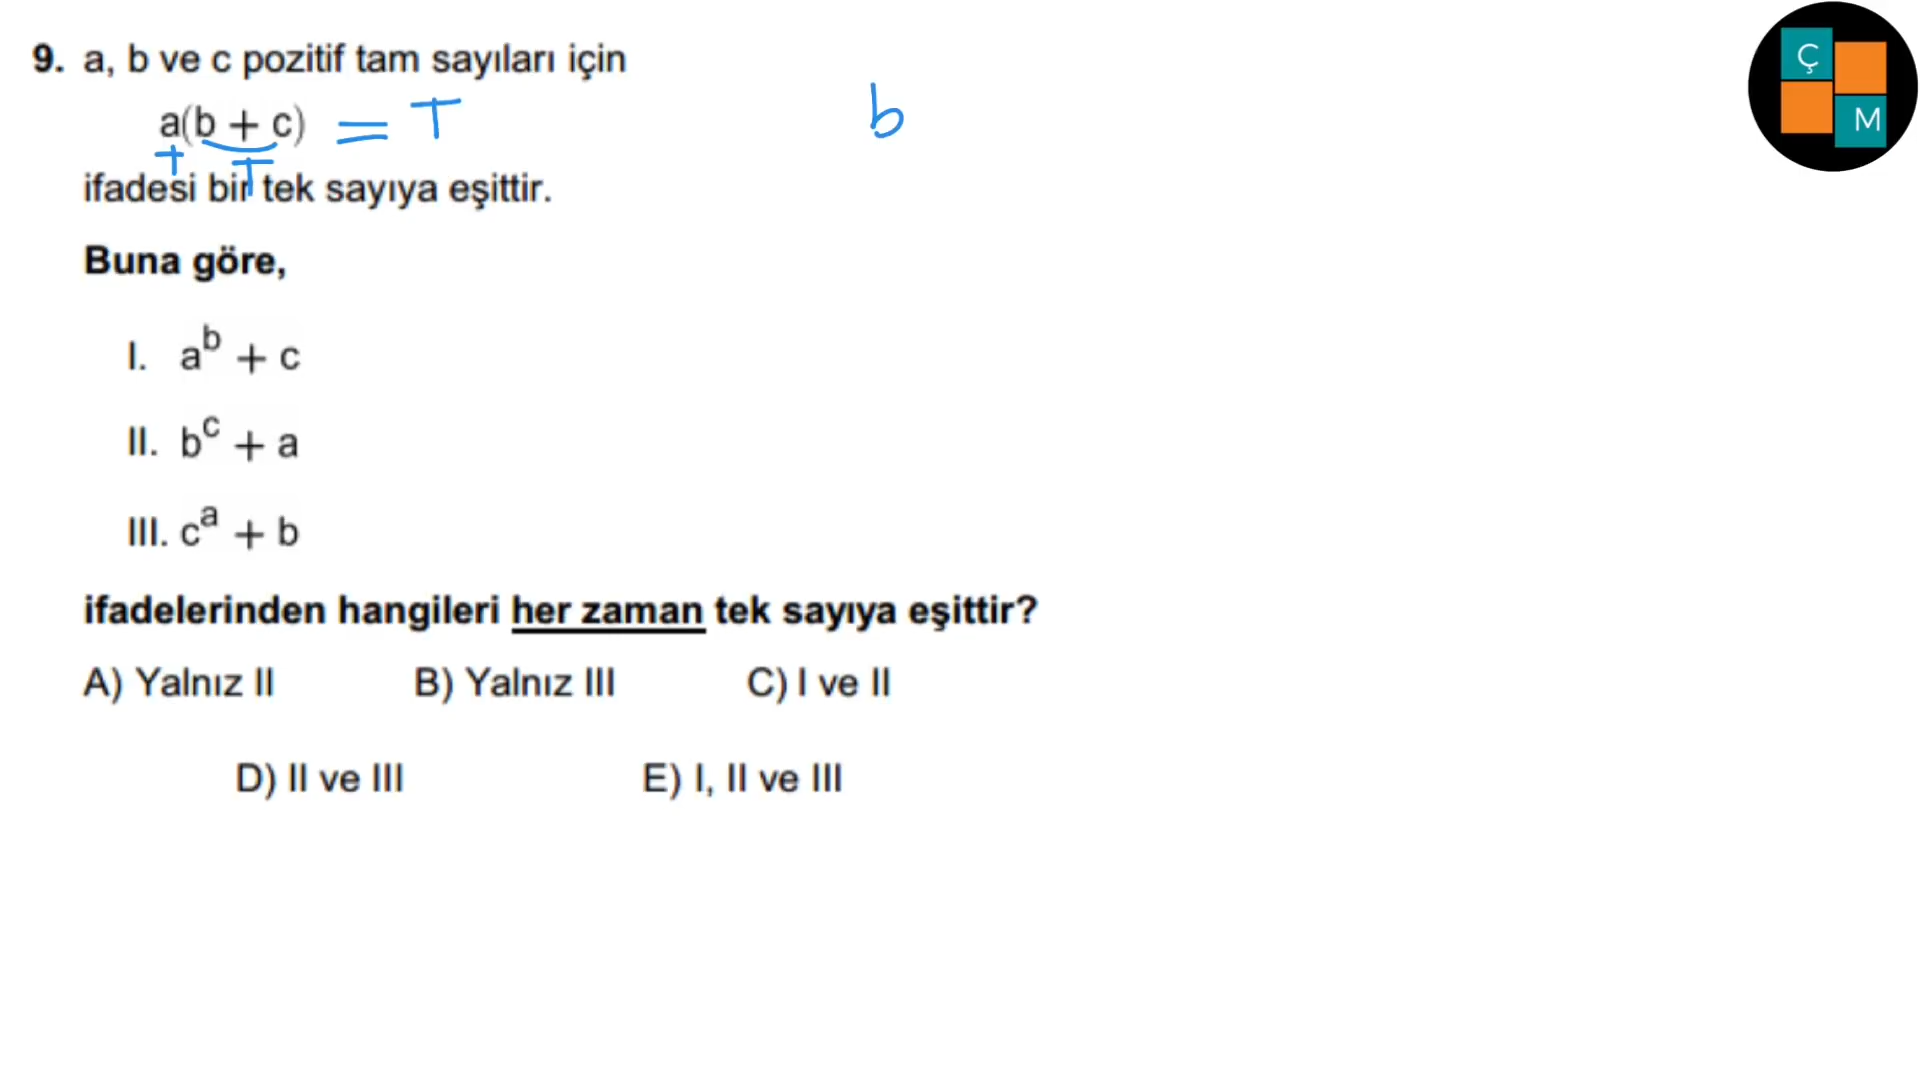 9. a, b ve c pozitif tam sayıları için
a(b + c) = T
b
T T
ifadesi bir tek sayıya eşittir.
Buna göre,
I. a^b + c
II. b^c + a
III. c^a + b
ifadelerinden hangileri her zaman tek sayıya eşittir?
A) Yalnız II B) Yalnız III C) I ve II
D) II ve III E) I, II ve III
Ç
M